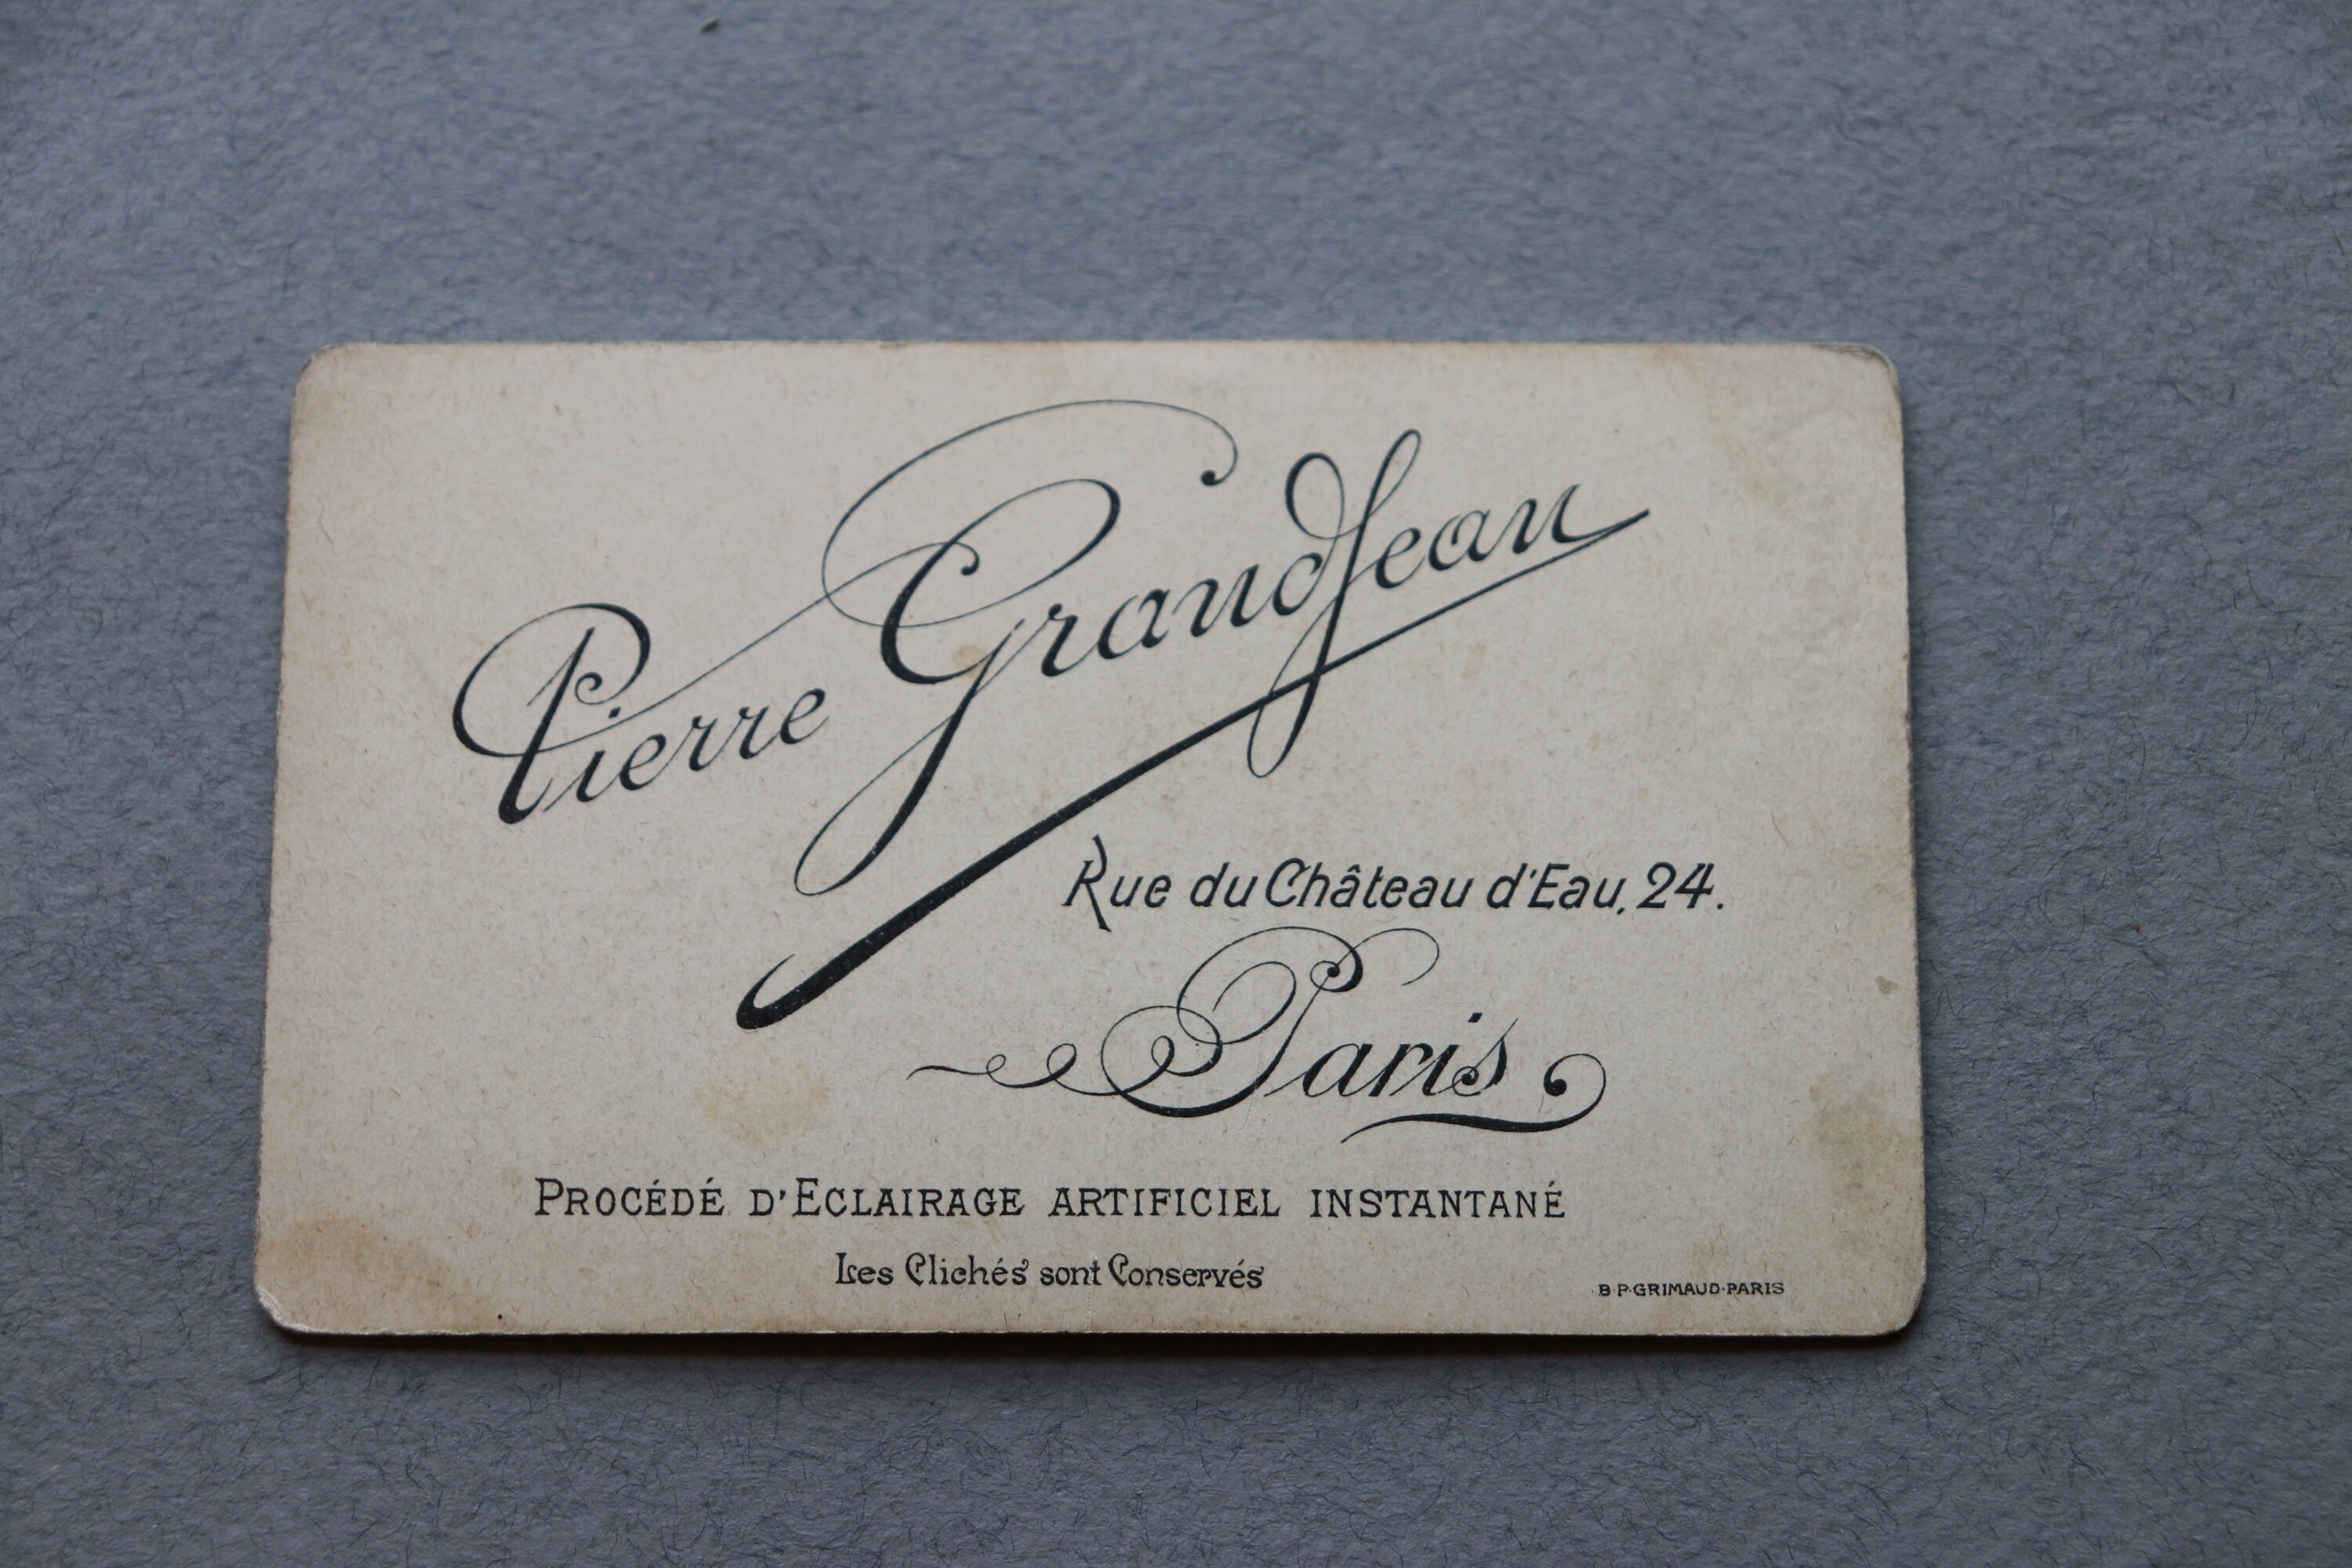 Pierre GrandJean
Rue du Château d'Eau, 24.
Paris
PROCÉDÉ D'ECLAIRAGE ARTIFICIEL INSTANTANÉ
Les Clichés sont Conservés
B.P.GRIMAUD.PARIS